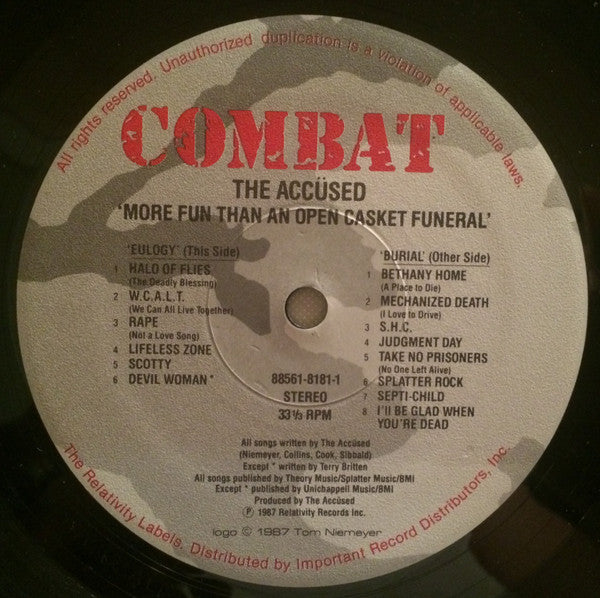 All rights reserved. Unauthorized duplication is a violation of applicable laws.
COMBAT
THE ACCÜSED
'MORE FUN THAN AN OPEN CASKET FUNERAL'
'EULOGY' (This Side)
1 HALO OF FLIES
(The Deadly Blessing)
2 W.C.A.L.T.
(We Can All Live Together)
3 RAPE
(Not a Love Song)
4 LIFELESS ZONE
5 SCOTTY
6 DEVIL WOMAN *
'BURIAL' (Other Side)
1 BETHANY HOME
(A Place to Die)
2 MECHANIZED DEATH
(I Love to Drive)
3 S.H.C.
4 JUDGMENT DAY
5 TAKE NO PRISONERS
(No One Left Alive)
6 SPLATTER ROCK
7 SEPTI-CHILD
8 I'LL BE GLAD WHEN
YOU'RE DEAD
88561-8181-1
STEREO
33⅓ RPM
All songs written by The Accüsed
(Niemeyer, Collins, Cook, Sibbald)
Except * written by Terry Britten
All songs published by Theory Music/Splatter Music/BMI
Except * published by Unichappell Music/BMI
Produced by The Accüsed
℗ 1987 Relativity Records Inc.
logo © 1987 Tom Niemeyer
The Relativity Labels. Distributed by Important Record Distributors, Inc.